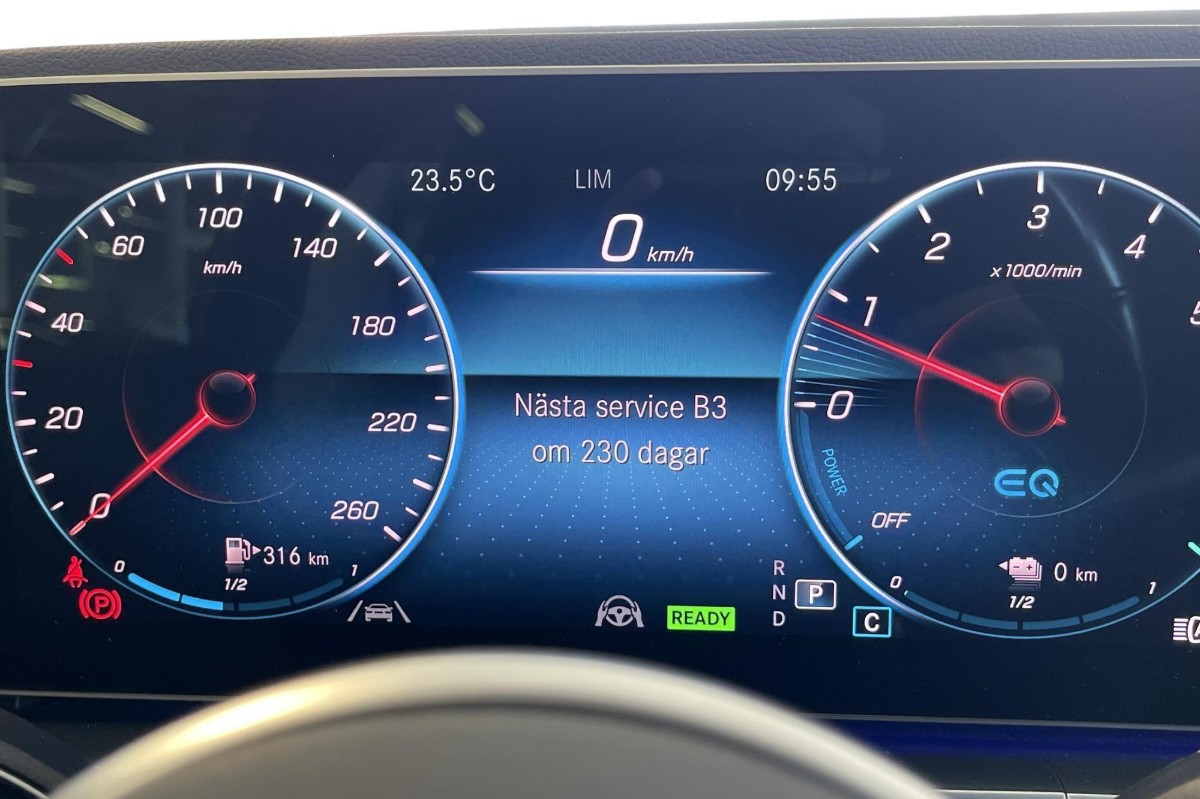 23.5°C
LIM
09:55
0 km/h
20
40
60
100
140
180
220
260
0
km/h
316 km
0
1/2
1
P
Nästa service B3
om 230 dagar
READY
R
N P
D
C
0
1
2
3
4
5
x1000/min
POWER
OFF
EQ
0 km
0
1/2
1